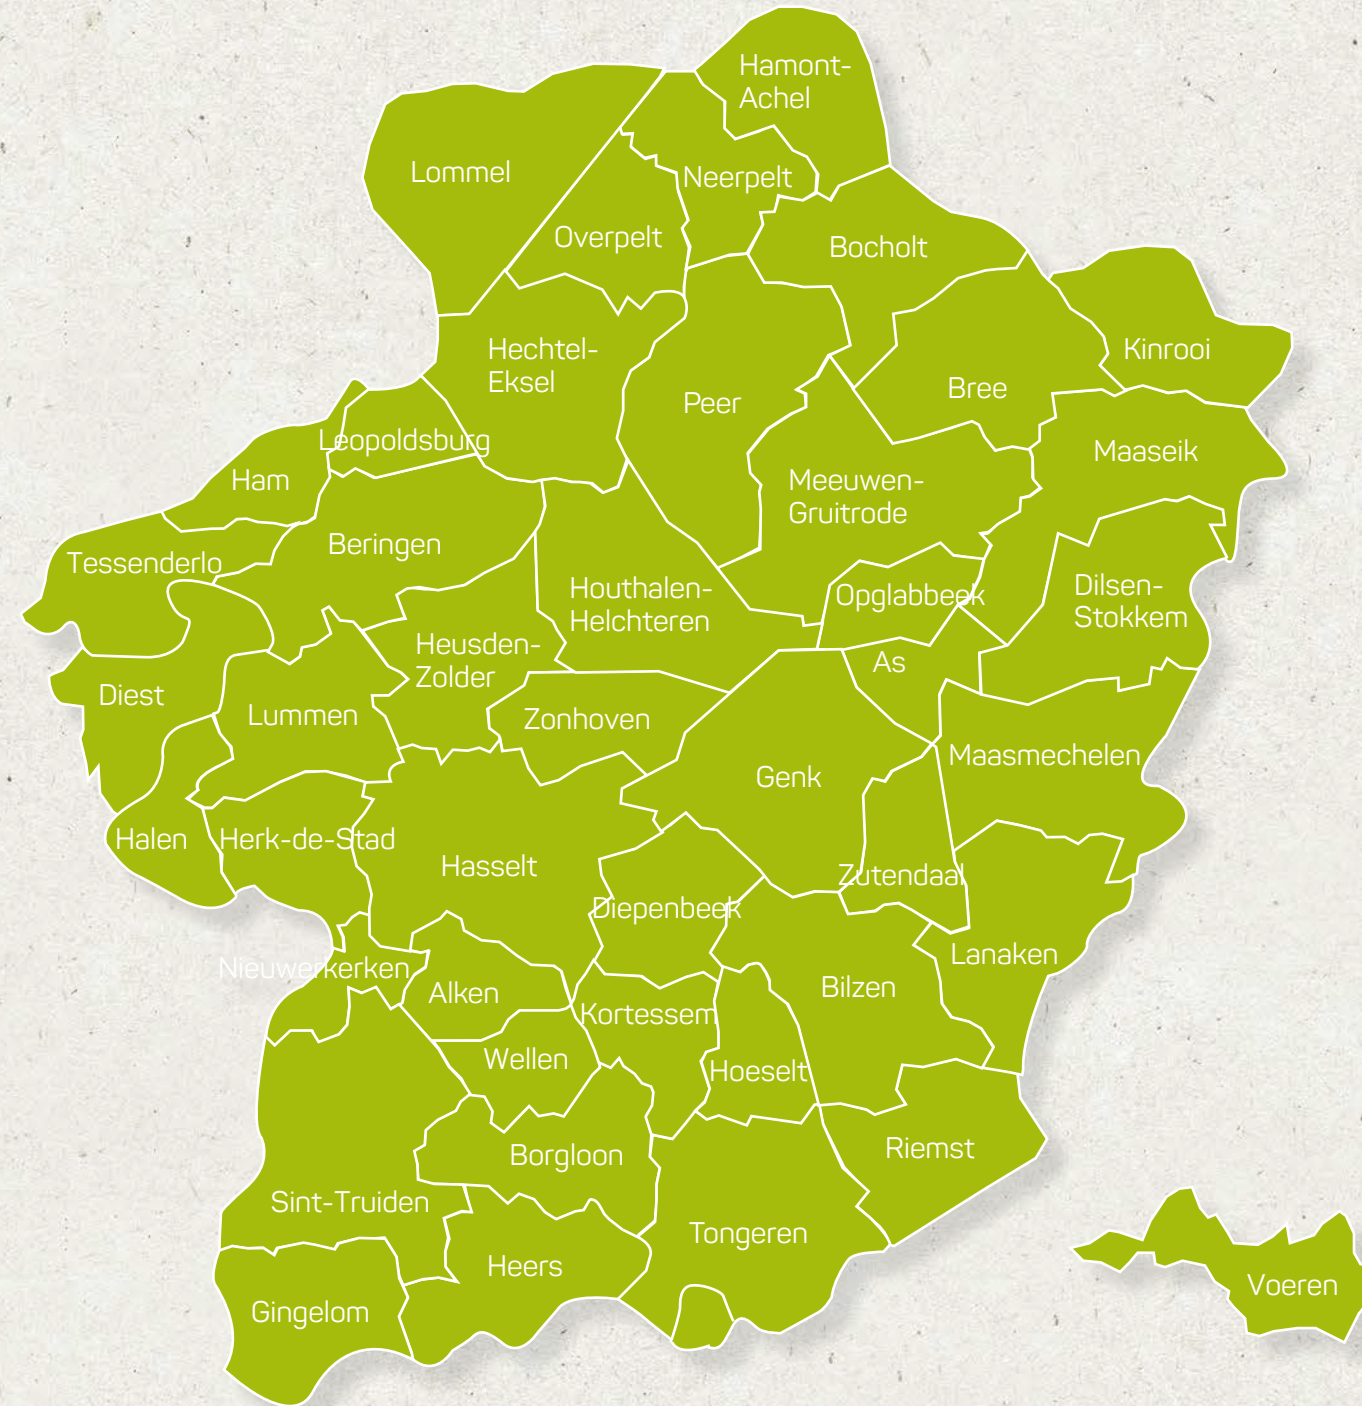 Hamont-
Achel
Lommel
Neerpelt
Overpelt
Bocholt
Hechtel-
Eksel
Kinrooi
Peer
Bree
Leopoldsburg
Maaseik
Ham
Meeuwen-
Gruitrode
Beringen
Tessenderlo
Houthalen-
Helchteren
Opglabbeek
Dilsen-
Stokkem
Heusden-
Zolder
As
Diest
Lummen
Zonhoven
Maasmechelen
Genk
Halen
Herk-de-Stad
Hasselt
Zutendaal
Diepenbeek
Lanaken
Nieuwerkerken
Alken
Bilzen
Kortessem
Wellen
Hoeselt
Borgloon
Riemst
Sint-Truiden
Tongeren
Heers
Voeren
Gingelom